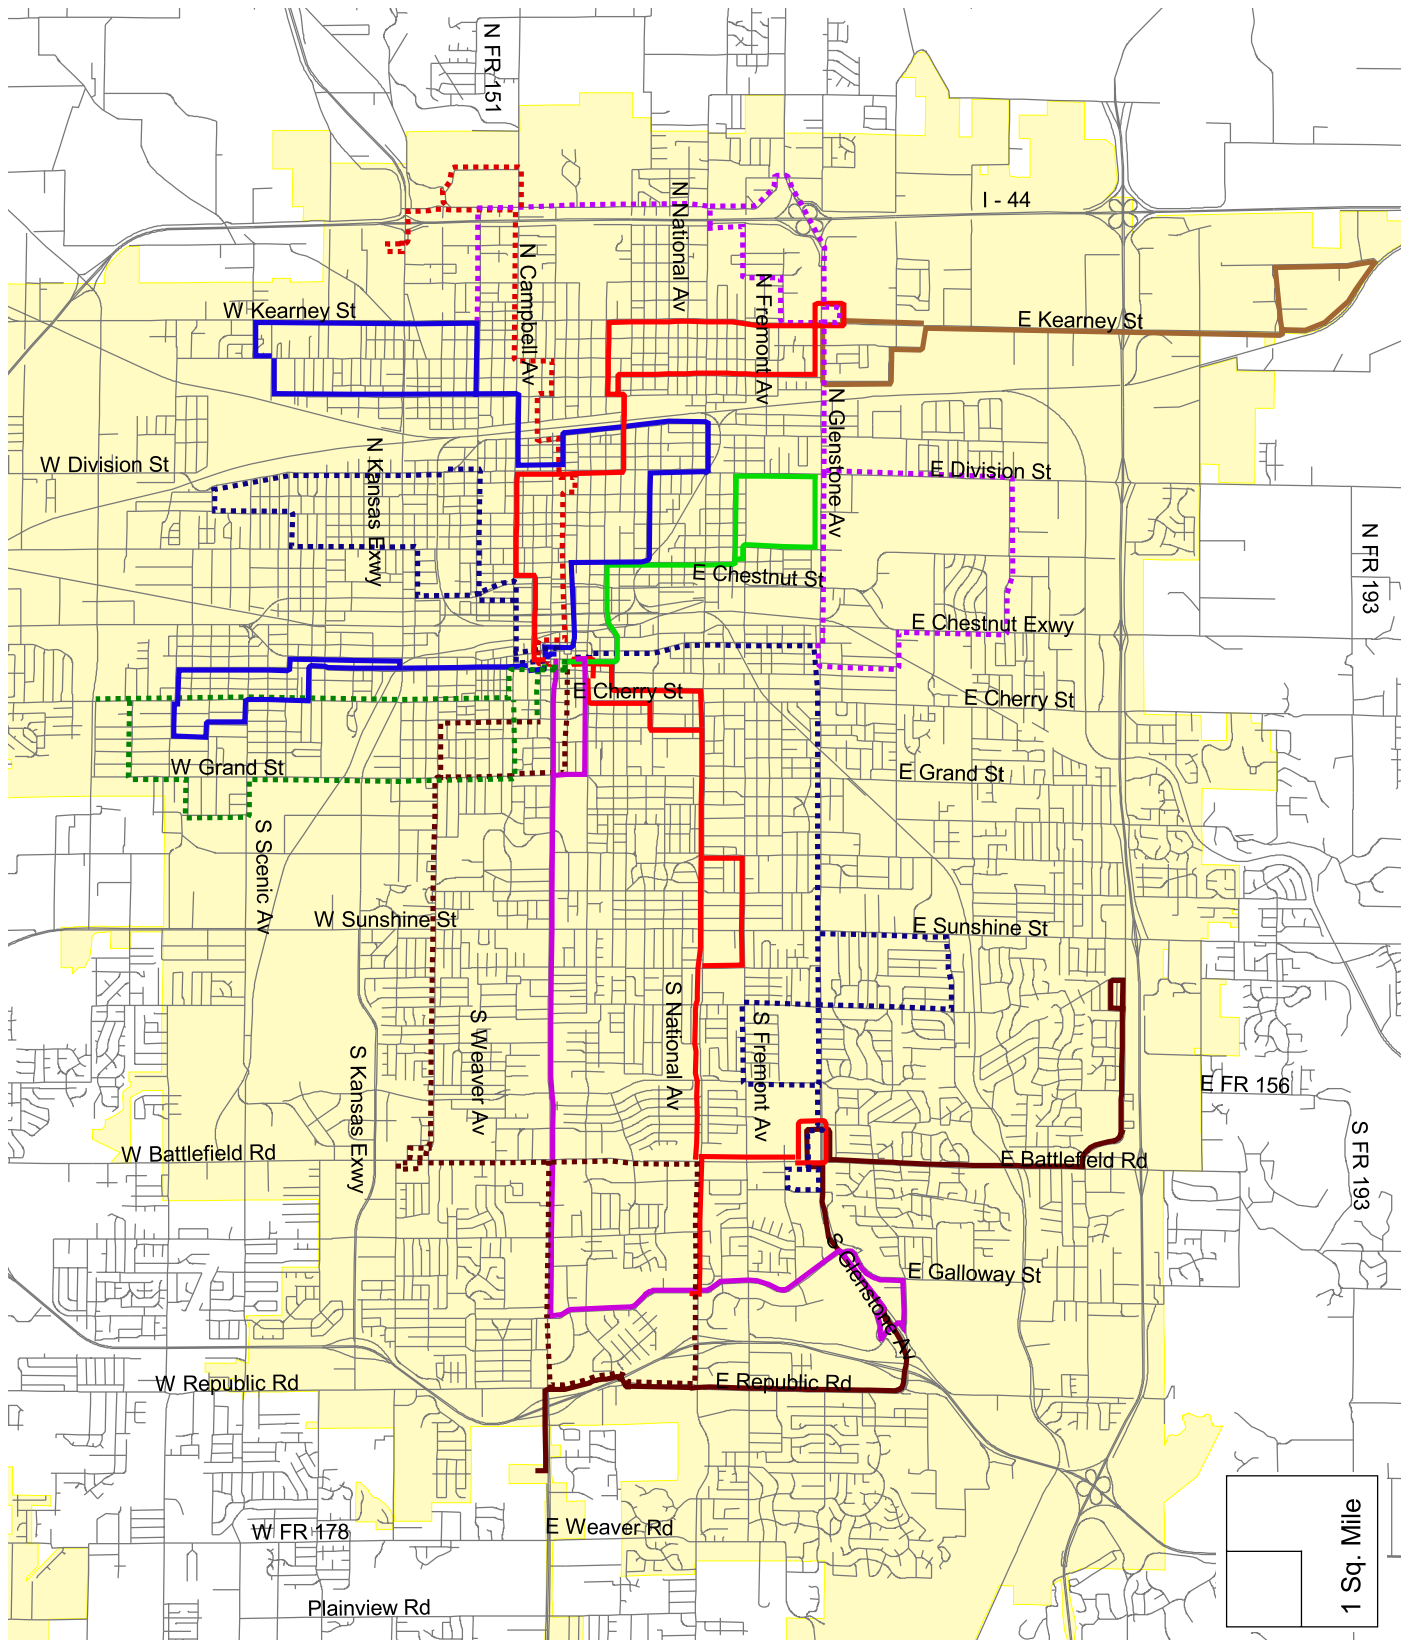 N FR 151
I - 44
N National Av
N Campbell Av
N Fremont Av
W Kearney St
E Kearney St
N Glenstone Av
N Kansas Exwy
W Division St
E Division St
N FR 193
E Chestnut St
E Chestnut Exwy
E Cherry St
E Cherry St
W Grand St
E Grand St
S Scenic Av
W Sunshine St
E Sunshine St
S National Av
S Weaver Av
S Fremont Av
S Kansas Exwy
E FR 156
S FR 193
W Battlefield Rd
E Battlefield Rd
S Glenstone Av
E Galloway St
W Republic Rd
E Republic Rd
1 Sq. Mile
W FR 178
E Weaver Rd
Plainview Rd